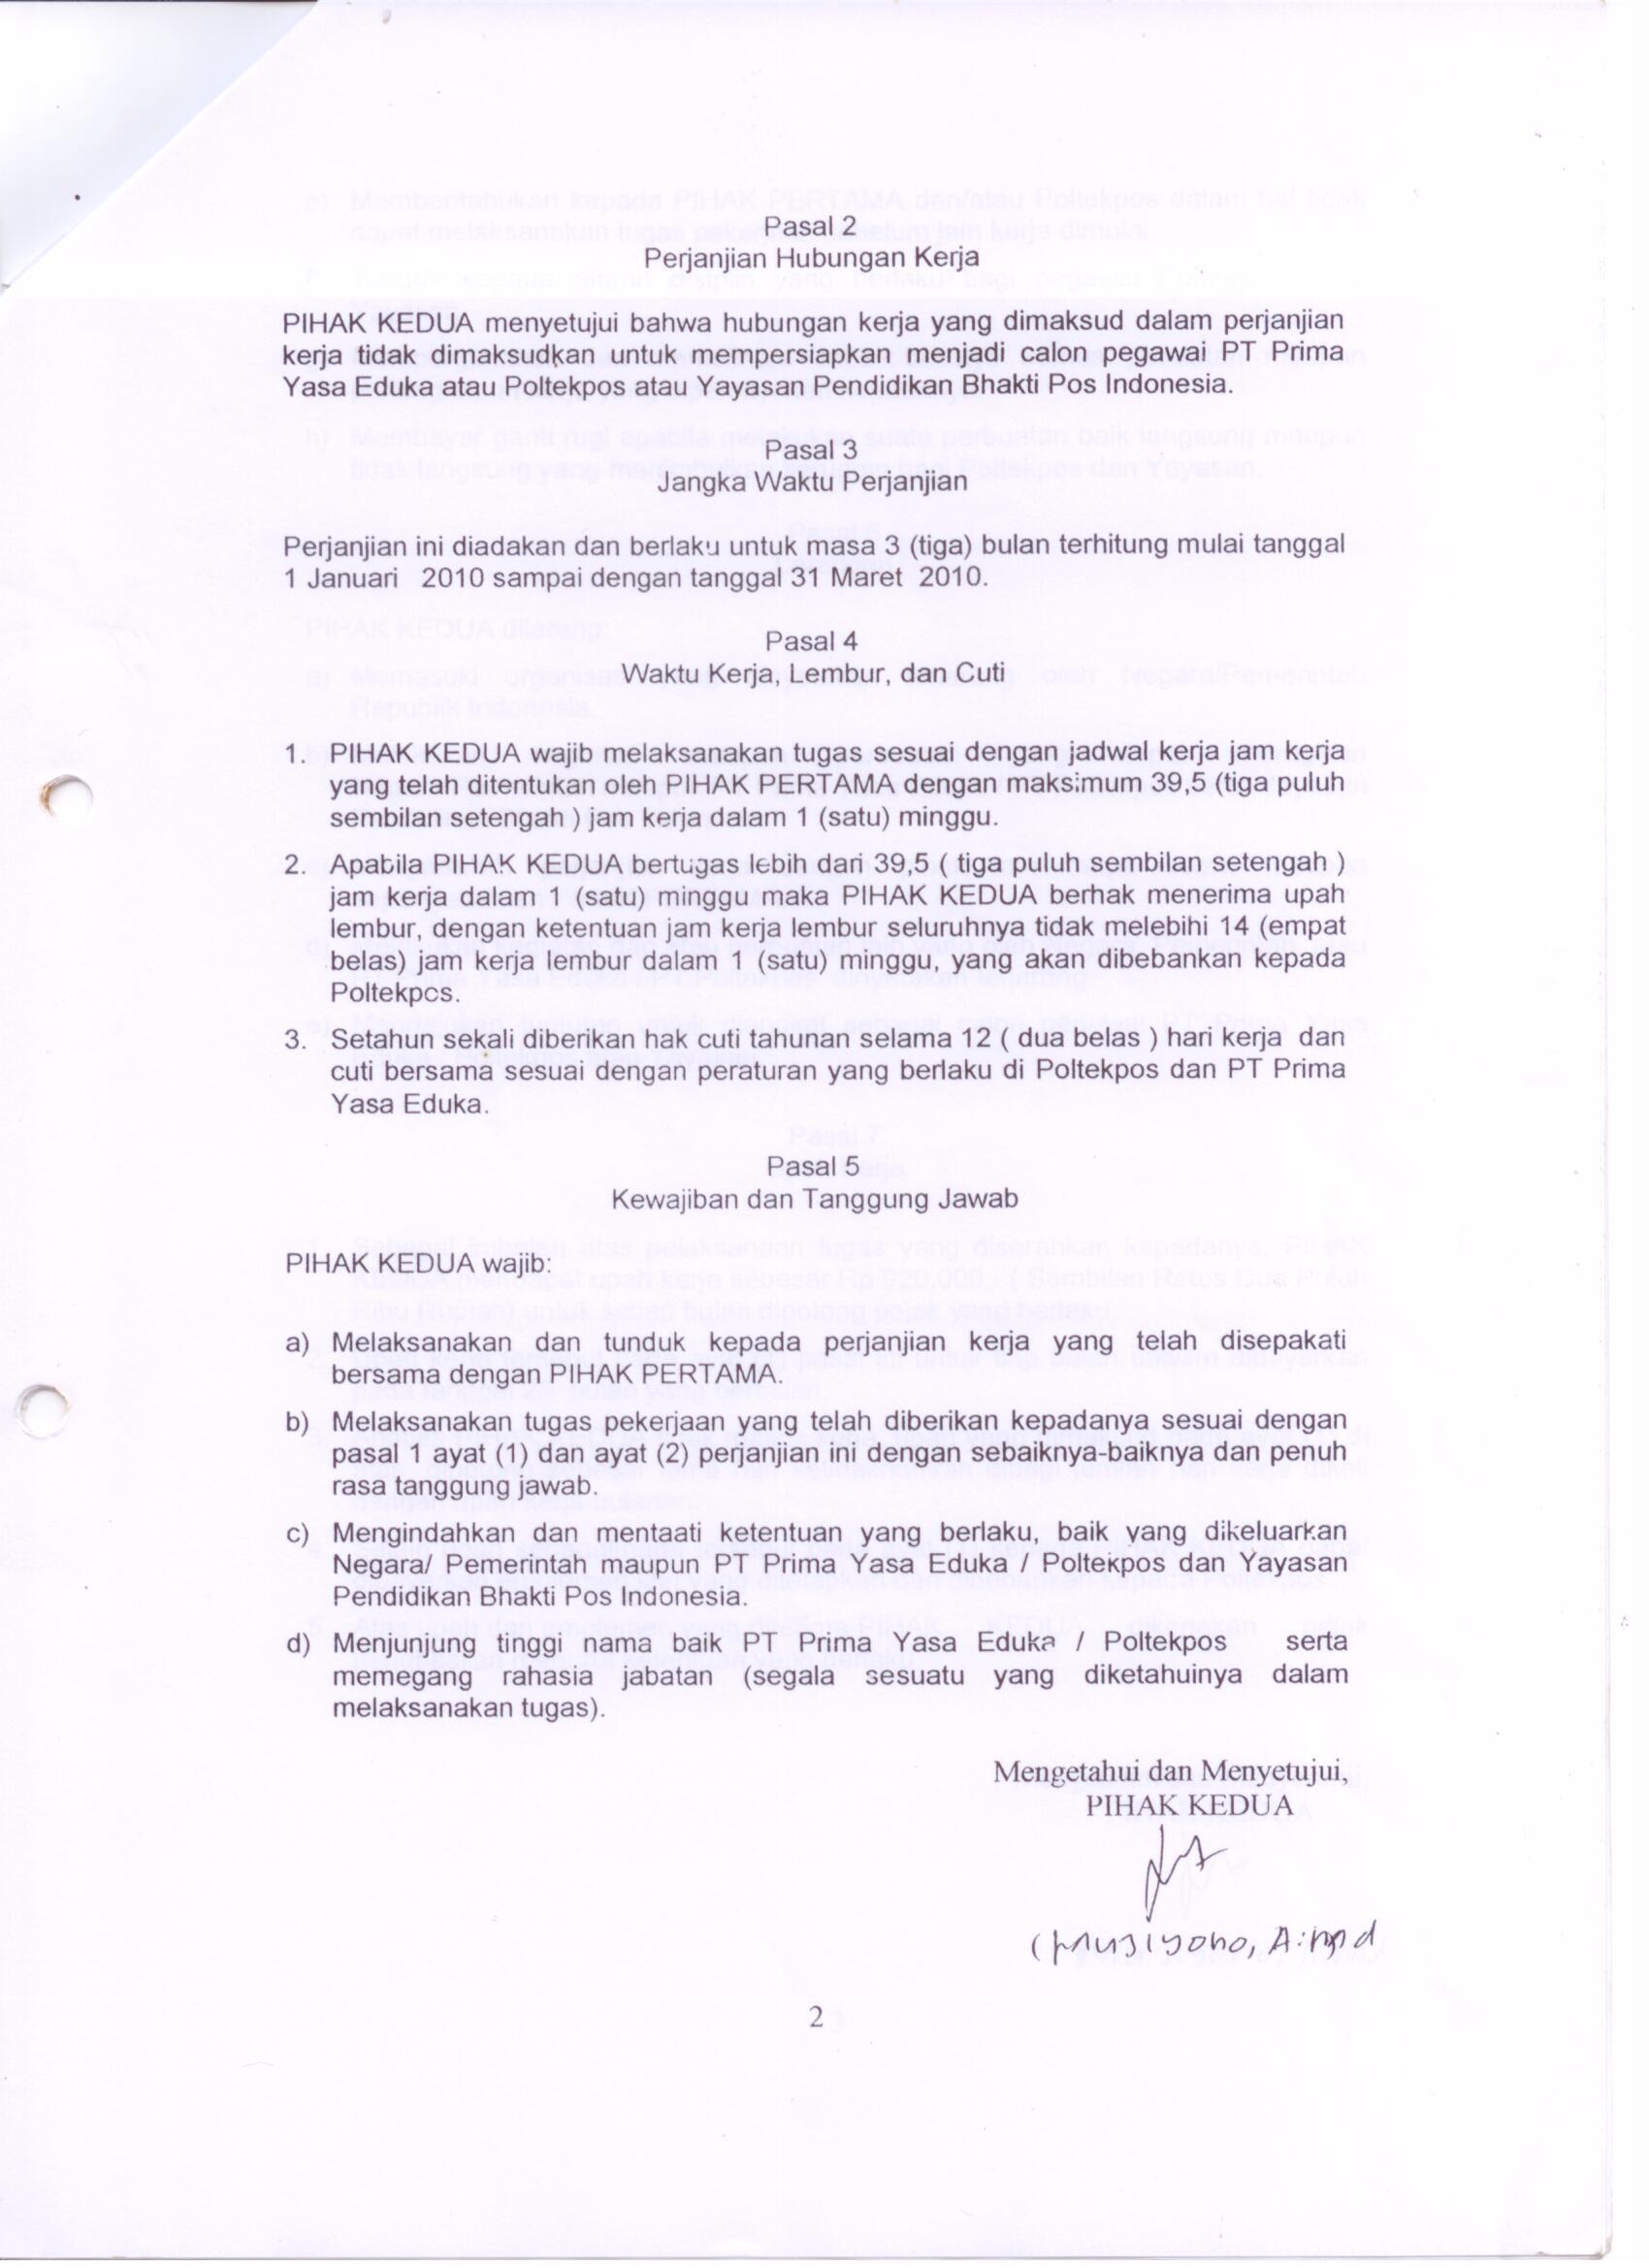 Pasal 2
Perjanjian Hubungan Kerja
PIHAK KEDUA menyetujui bahwa hubungan kerja yang dimaksud dalam perjanjian
kerja tidak dimaksudkan untuk mempersiapkan menjadi calon pegawai PT Prima
Yasa Eduka atau Poltekpos atau Yayasan Pendidikan Bhakti Pos Indonesia.
Pasal 3
Jangka Waktu Perjanjian
Perjanjian ini diadakan dan berlaku untuk masa 3 (tiga) bulan terhitung mulai tanggal
1 Januari 2010 sampai dengan tanggal 31 Maret 2010.
Pasal 4
Waktu Kerja, Lembur, dan Cuti
1. PIHAK KEDUA wajib melaksanakan tugas sesuai dengan jadwal kerja jam kerja
yang telah ditentukan oleh PIHAK PERTAMA dengan maksimum 39,5 (tiga puluh
sembilan setengah ) jam kerja dalam 1 (satu) minggu.
2. Apabila PIHAK KEDUA bertugas lebih dari 39,5 ( tiga puluh sembilan setengah )
jam kerja dalam 1 (satu) minggu maka PIHAK KEDUA berhak menerima upah
lembur, dengan ketentuan jam kerja lembur seluruhnya tidak melebihi 14 (empat
belas) jam kerja lembur dalam 1 (satu) minggu, yang akan dibebankan kepada
Poltekpos.
3. Setahun sekali diberikan hak cuti tahunan selama 12 ( dua belas ) hari kerja dan
cuti bersama sesuai dengan peraturan yang berlaku di Poltekpos dan PT Prima
Yasa Eduka.
Pasal 5
Kewajiban dan Tanggung Jawab
PIHAK KEDUA wajib:
a) Melaksanakan dan tunduk kepada perjanjian kerja yang telah disepakati
bersama dengan PIHAK PERTAMA.
b) Melaksanakan tugas pekerjaan yang telah diberikan kepadanya sesuai dengan
pasal 1 ayat (1) dan ayat (2) perjanjian ini dengan sebaiknya-baiknya dan penuh
rasa tanggung jawab.
c) Mengindahkan dan mentaati ketentuan yang berlaku, baik yang dikeluarkan
Negara/ Pemerintah maupun PT Prima Yasa Eduka / Poltekpos dan Yayasan
Pendidikan Bhakti Pos Indonesia.
d) Menjunjung tinggi nama baik PT Prima Yasa Eduka / Poltekpos serta
memegang rahasia jabatan (segala sesuatu yang diketahuinya dalam
melaksanakan tugas).
Mengetahui dan Menyetujui,
PIHAK KEDUA
(Musiyono, A.md
2